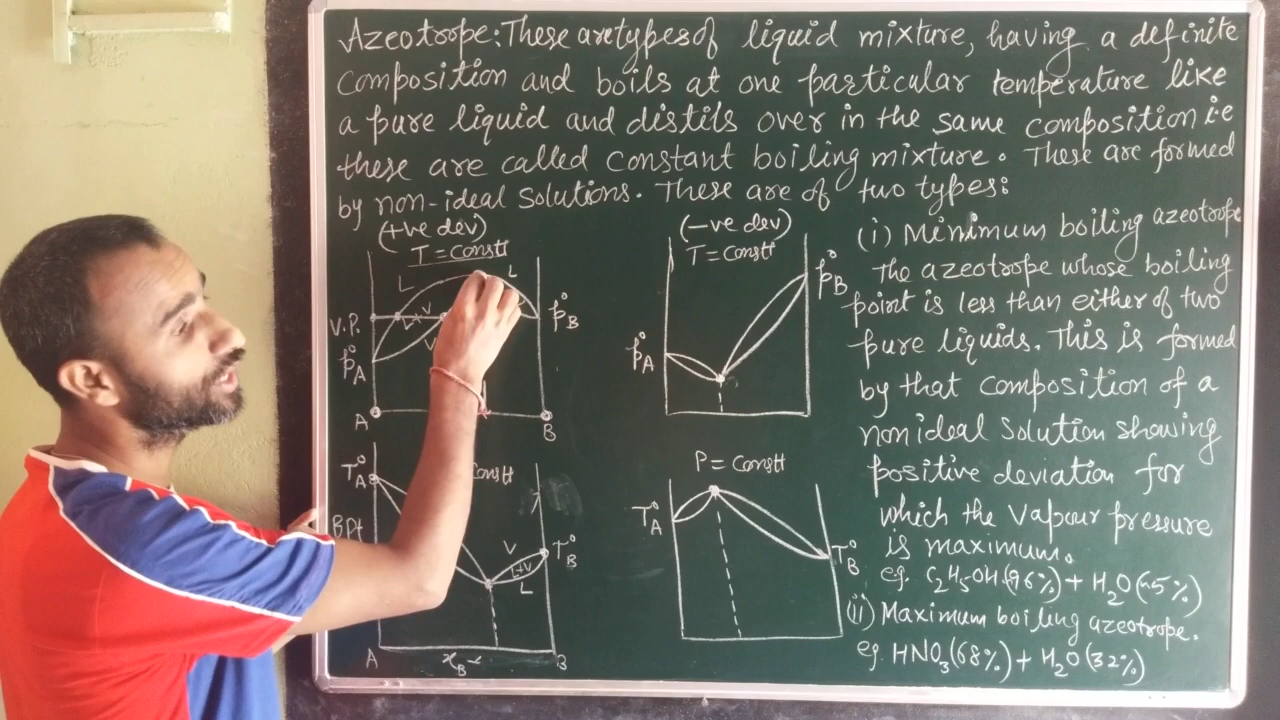 Azeotrope: These are types of liquid mixture, having a definite
composition and boils at one particular temperature like
a pure liquid and distils over in the same composition i.e
these are called constant boiling mixture. These are formed
by non-ideal solutions. These are of two types:
(+ve dev)
T = Constt
L
L
V.P.
L+V
V
p°A
p°B
A
B
(-ve dev)
T = Constt
p°A
p°B
T°A
onstt
B.Pt
V
L+V
L
T°B
A
xB
B
P = Constt
T°A
T°B
(i) Minimum boiling azeotrope
The azeotrope whose boiling
point is less than either of two
pure liquids. This is formed
by that composition of a
non ideal solution showing
positive deviation for
which the vapour pressure
is maximum.
eg. C2H5OH(96%) + H2O(~5%)
(ii) Maximum boiling azeotrope.
eg. HNO3(68%) + H2O(32%)